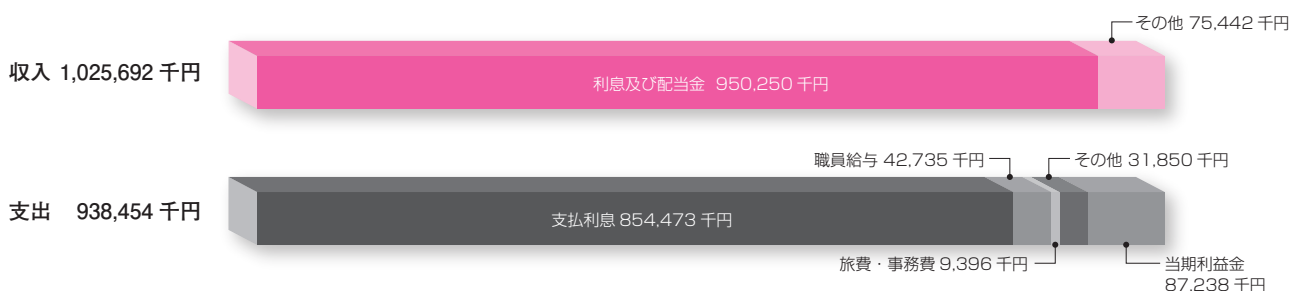 その他 75,442 千円
収入 1,025,692 千円
利息及び配当金 950,250 千円
職員給与 42,735 千円
その他 31,850 千円
支出 938,454 千円
支払利息 854,473 千円
旅費・事務費 9,396 千円
当期利益金
87,238 千円